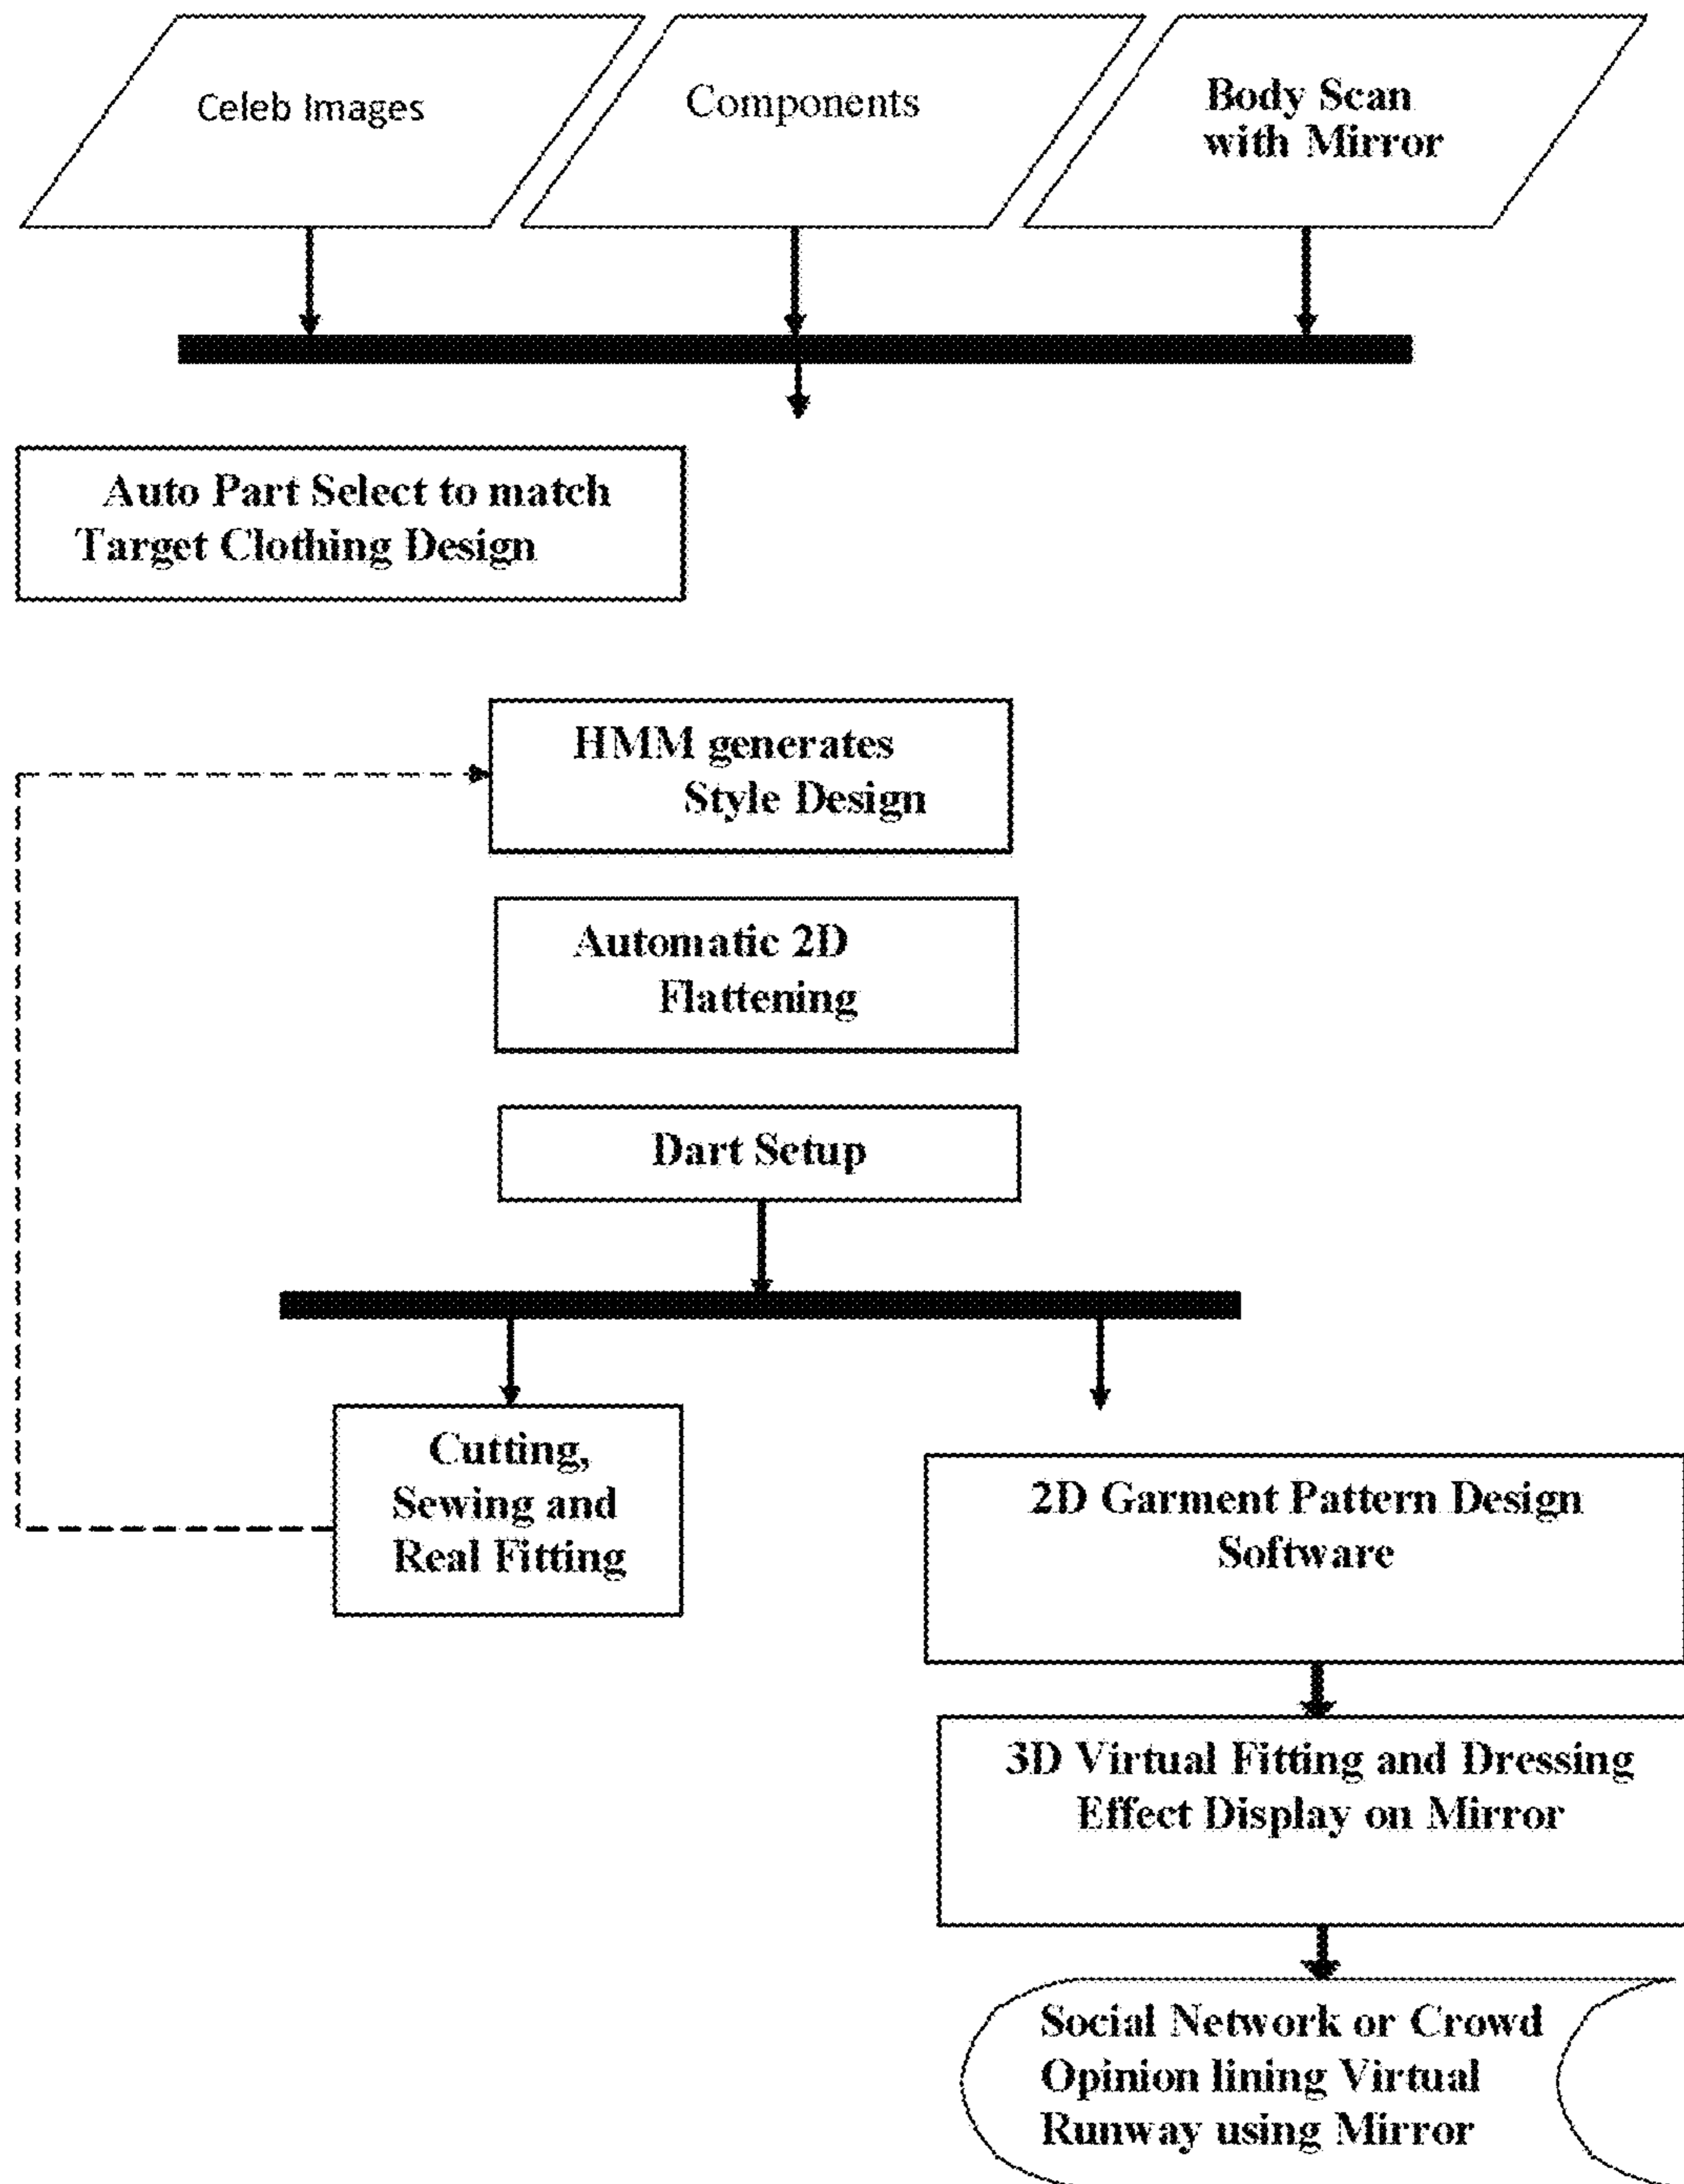 Celeb Images
Components
Body Scan
with Mirror
Auto Part Select to match
Target Clothing Design
HMM generates
Style Design
Automatic 2D
Flattening
Dart Setup
Cutting,
Sewing and
Real Fitting
2D Garment Pattern Design
Software
3D Virtual Fitting and Dressing
Effect Display on Mirror
Social Network or Crowd
Opinion lining Virtual
Runway using Mirror